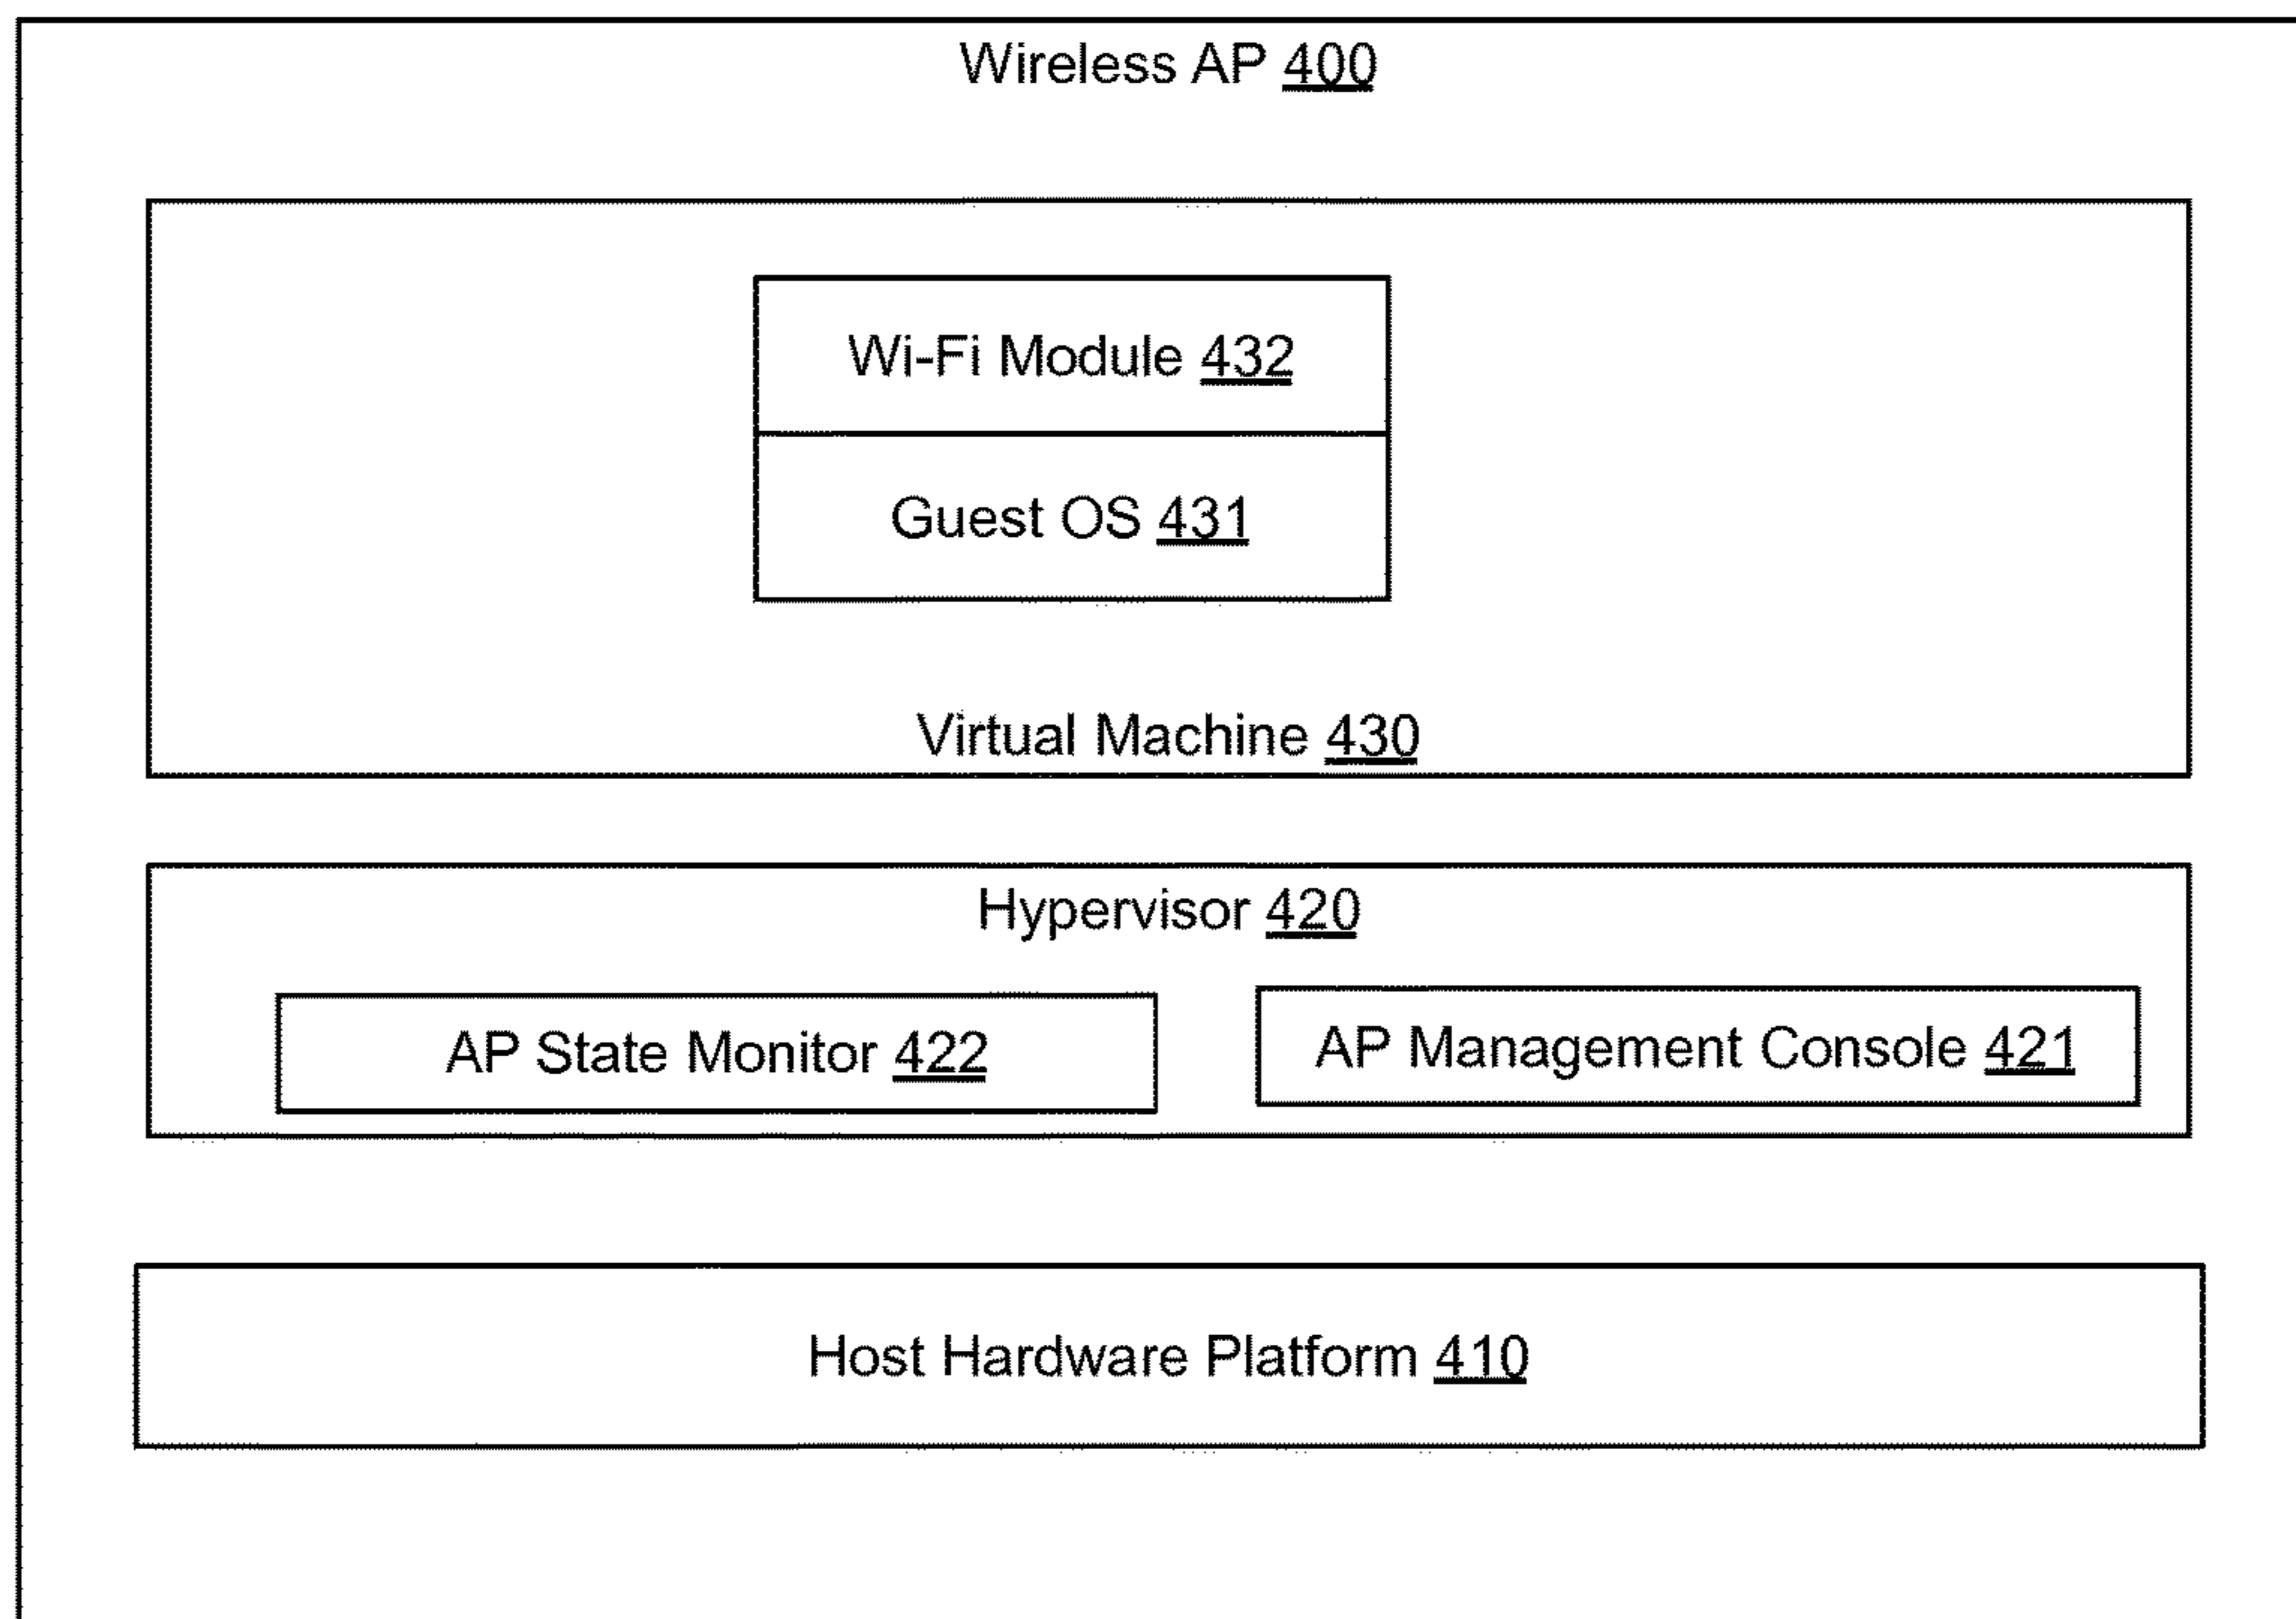 Wireless AP 400
Wi-Fi Module 432
Guest OS 431
Virtual Machine 430
Hypervisor 420
AP State Monitor 422
AP Management Console 421
Host Hardware Platform 410